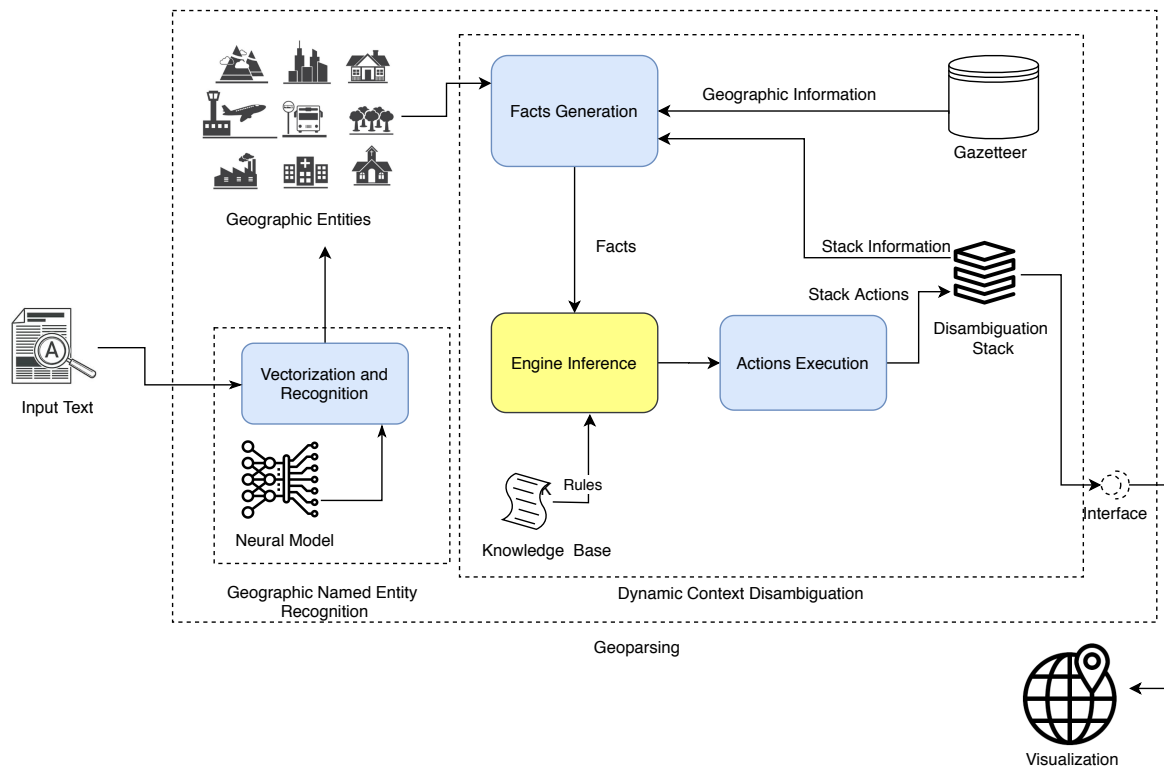 Facts Generation
Geographic Information
Gazetteer
Geographic Entities
Facts
Stack Information
Stack Actions
Disambiguation
Stack
A
Input Text
Vectorization and
Recognition
Engine Inference
Actions Execution
Neural Model
Rules
Knowledge Base
Interface
Geographic Named Entity
Recognition
Dynamic Context Disambiguation
Geoparsing
Visualization